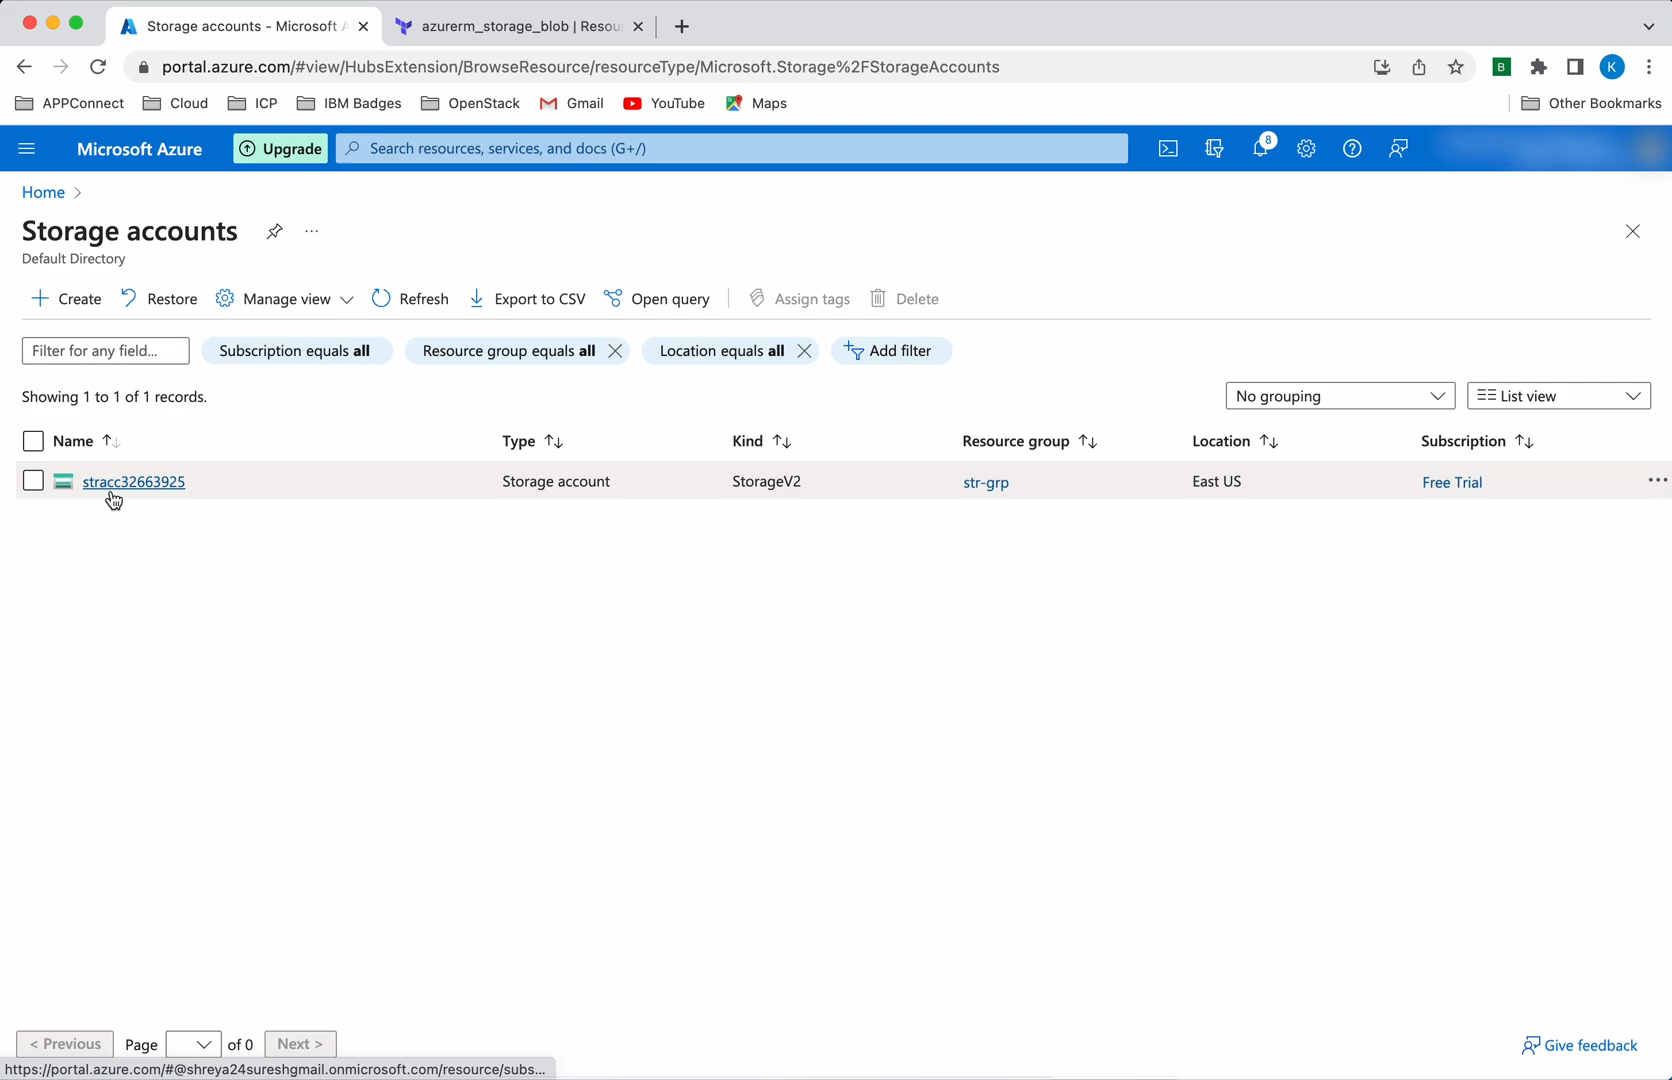 Storage accounts - Microsoft A
azurerm_storage_blob | Resou
portal.azure.com/#view/HubsExtension/BrowseResource/resourceType/Microsoft.Storage%2FStorageAccounts
B
K
APPConnect
Cloud
ICP
IBM Badges
OpenStack
Gmail
YouTube
Maps
Other Bookmarks
Microsoft Azure
Upgrade
Search resources, services, and docs (G+/)
8
Home
Storage accounts
Default Directory
Create
Restore
Manage view
Refresh
Export to CSV
Open query
Assign tags
Delete
Filter for any field...
Subscription equals all
Resource group equals all
Location equals all
Add filter
Showing 1 to 1 of 1 records.
No grouping
List view
Name
Type
Kind
Resource group
Location
Subscription
stracc32663925
Storage account
StorageV2
str-grp
East US
Free Trial
< Previous
Page
of 0
Next >
Give feedback
https://portal.azure.com/#@shreya24sureshgmail.onmicrosoft.com/resource/subs...